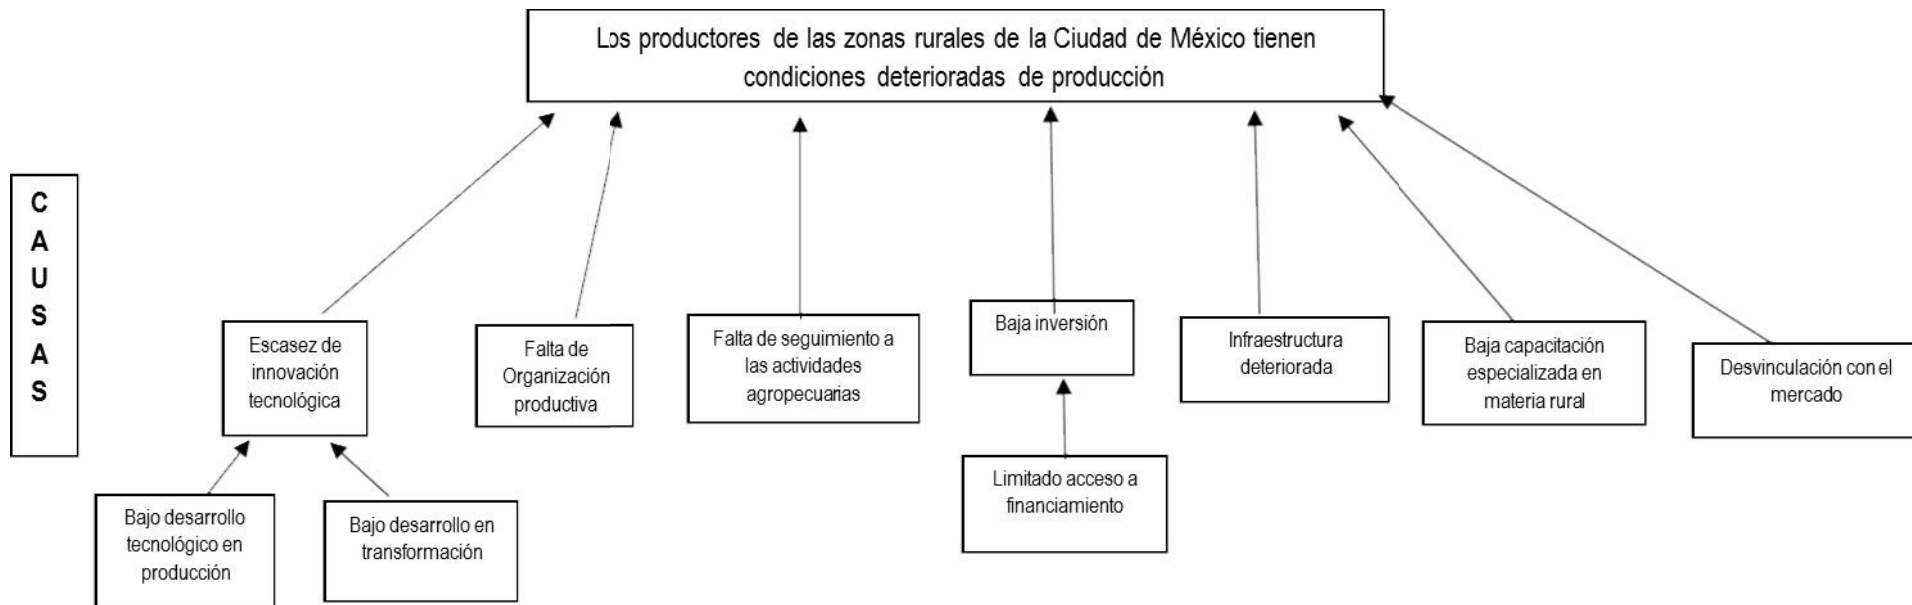 Los productores de las zonas rurales de la Ciudad de México tienen
condiciones deterioradas de producción
C
A
U
S
A
S
Escasez de
innovación
tecnológica
Falta de
Organización
productiva
Falta de seguimiento a
las actividades
agropecuarias
Baja inversión
Infraestructura
deteriorada
Baja capacitación
especializada en
materia rural
Desvinculación con el
mercado
Bajo desarrollo
tecnológico en
producción
Bajo desarrollo en
transformación
Limitado acceso a
financiamiento